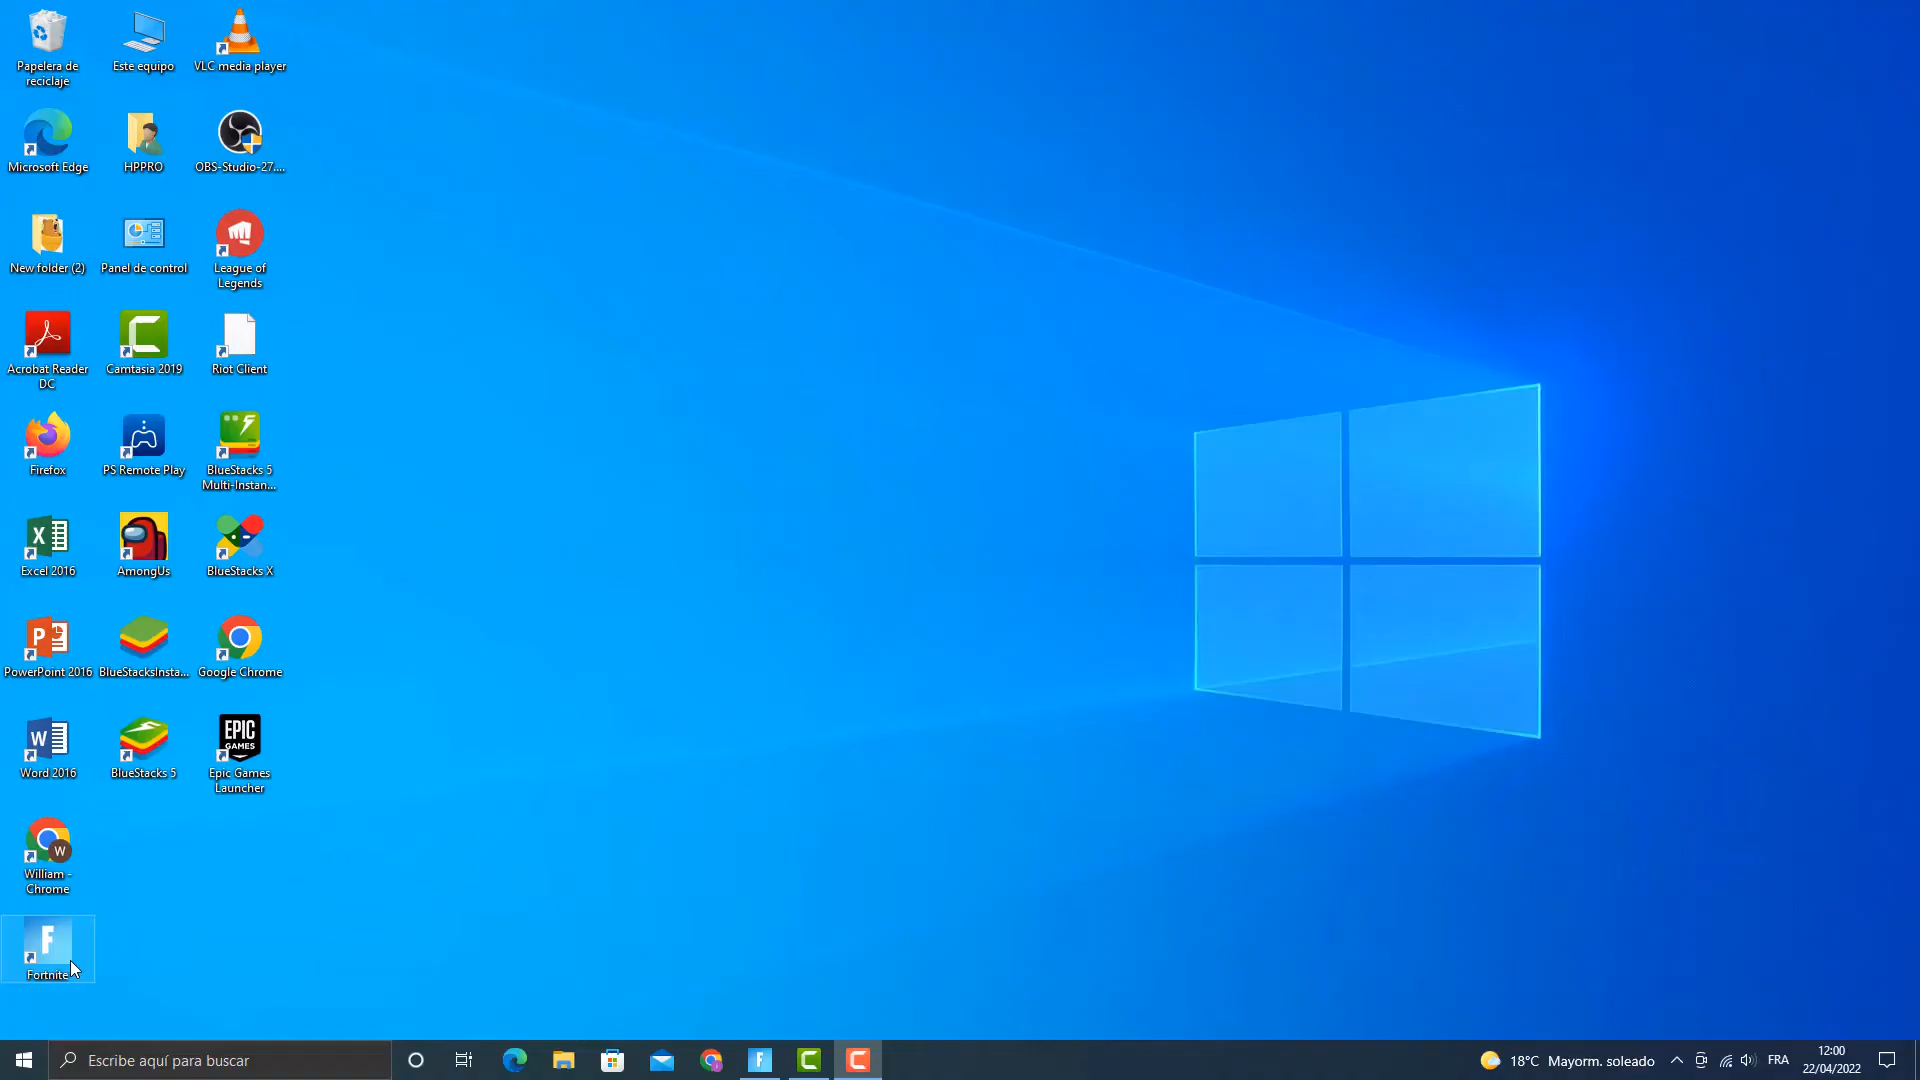 Papelera de
reciclaje
Este equipo
VLC media player
Microsoft Edge
HPPRO
OBS-Studio-27....
New folder (2)
Panel de control
League of
Legends
Acrobat Reader
DC
Camtasia 2019
Riot Client
Firefox
PS Remote Play
BlueStacks 5
Multi-Instan...
Excel 2016
AmongUs
BlueStacks X
PowerPoint 2016
BlueStacksInsta...
Google Chrome
Word 2016
BlueStacks 5
EPIC
GAMES
Epic Games
Launcher
W
William -
Chrome
F
Fortnite
Escribe aquí para buscar
F
18°C Mayorm. soleado
FRA
12:00
22/04/2022